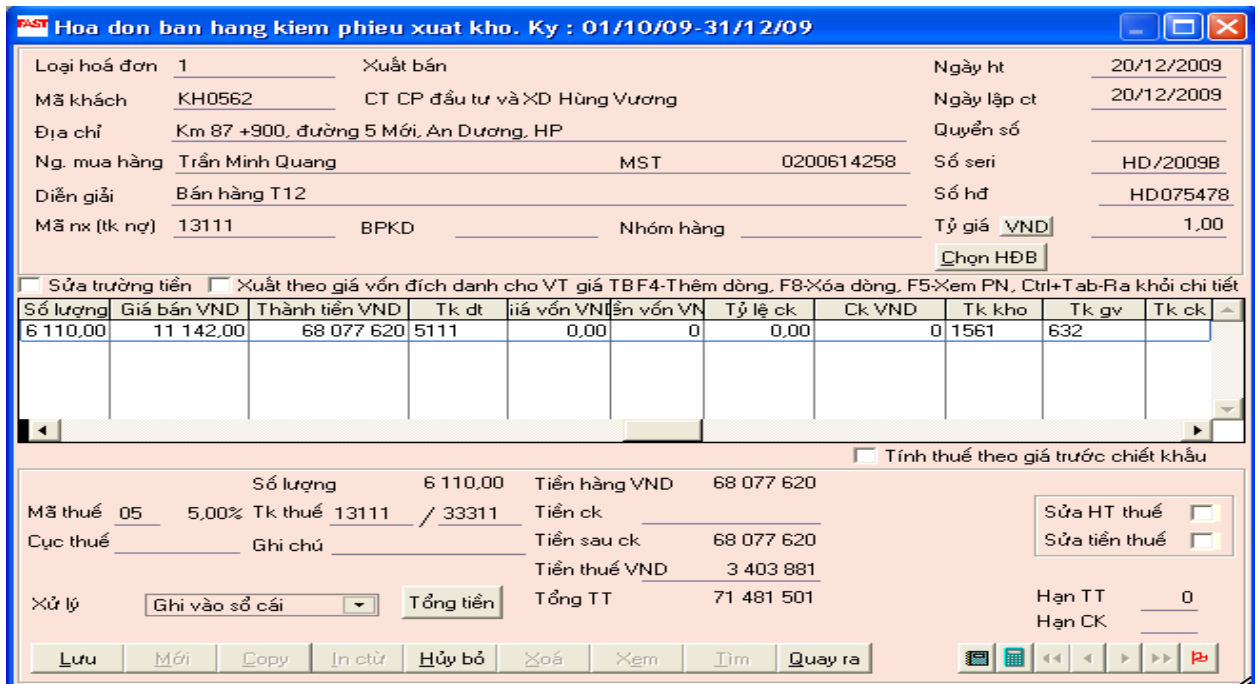 FAST Hoa don ban hang kiem phieu xuat kho. Ky : 01/10/09-31/12/09
Loại hoá đơn 1 Xuất bán Ngày ht 20/12/2009
Mã khách KH0562 CT CP đầu tư và XD Hùng Vương Ngày lập ct 20/12/2009
Địa chỉ Km 87 +900, đường 5 Mới, An Dương, HP Quyển số
Ng. mua hàng Trần Minh Quang MST 0200614258 Số seri HD/2009B
Diễn giải Bán hàng T12 Số hđ HD075478
Mã nx (tk nợ) 13111 BPKD Nhóm hàng Tỷ giá VND 1,00
Chọn HĐB
Sửa trường tiền Xuất theo giá vốn đích danh cho VT giá TB F4-Thêm dòng, F8-Xóa dòng, F5-Xem PN, Ctrl+Tab-Ra khỏi chi tiết
Số lượng Giá bán VND Thành tiền VND Tk dt iá vốn VNĐ ền vốn VN Tỷ lệ ck Ck VND Tk kho Tk gv Tk ck
6 110,00 11 142,00 68 077 620 5111 0,00 0 0,00 0 1561 632
Tính thuế theo giá trước chiết khấu
Số lượng 6 110,00 Tiền hàng VND 68 077 620
Mã thuế 05 5,00% Tk thuế 13111 / 33311 Tiền ck Sửa HT thuế
Cục thuế Ghi chú Tiền sau ck 68 077 620 Sửa tiền thuế
Tiền thuế VND 3 403 881
Xử lý Ghi vào sổ cái Tổng tiền Tổng TT 71 481 501 Hạn TT 0
Hạn CK
Lưu Mới Copy In ctừ Hủy bỏ Xoá Xem Tìm Quay ra